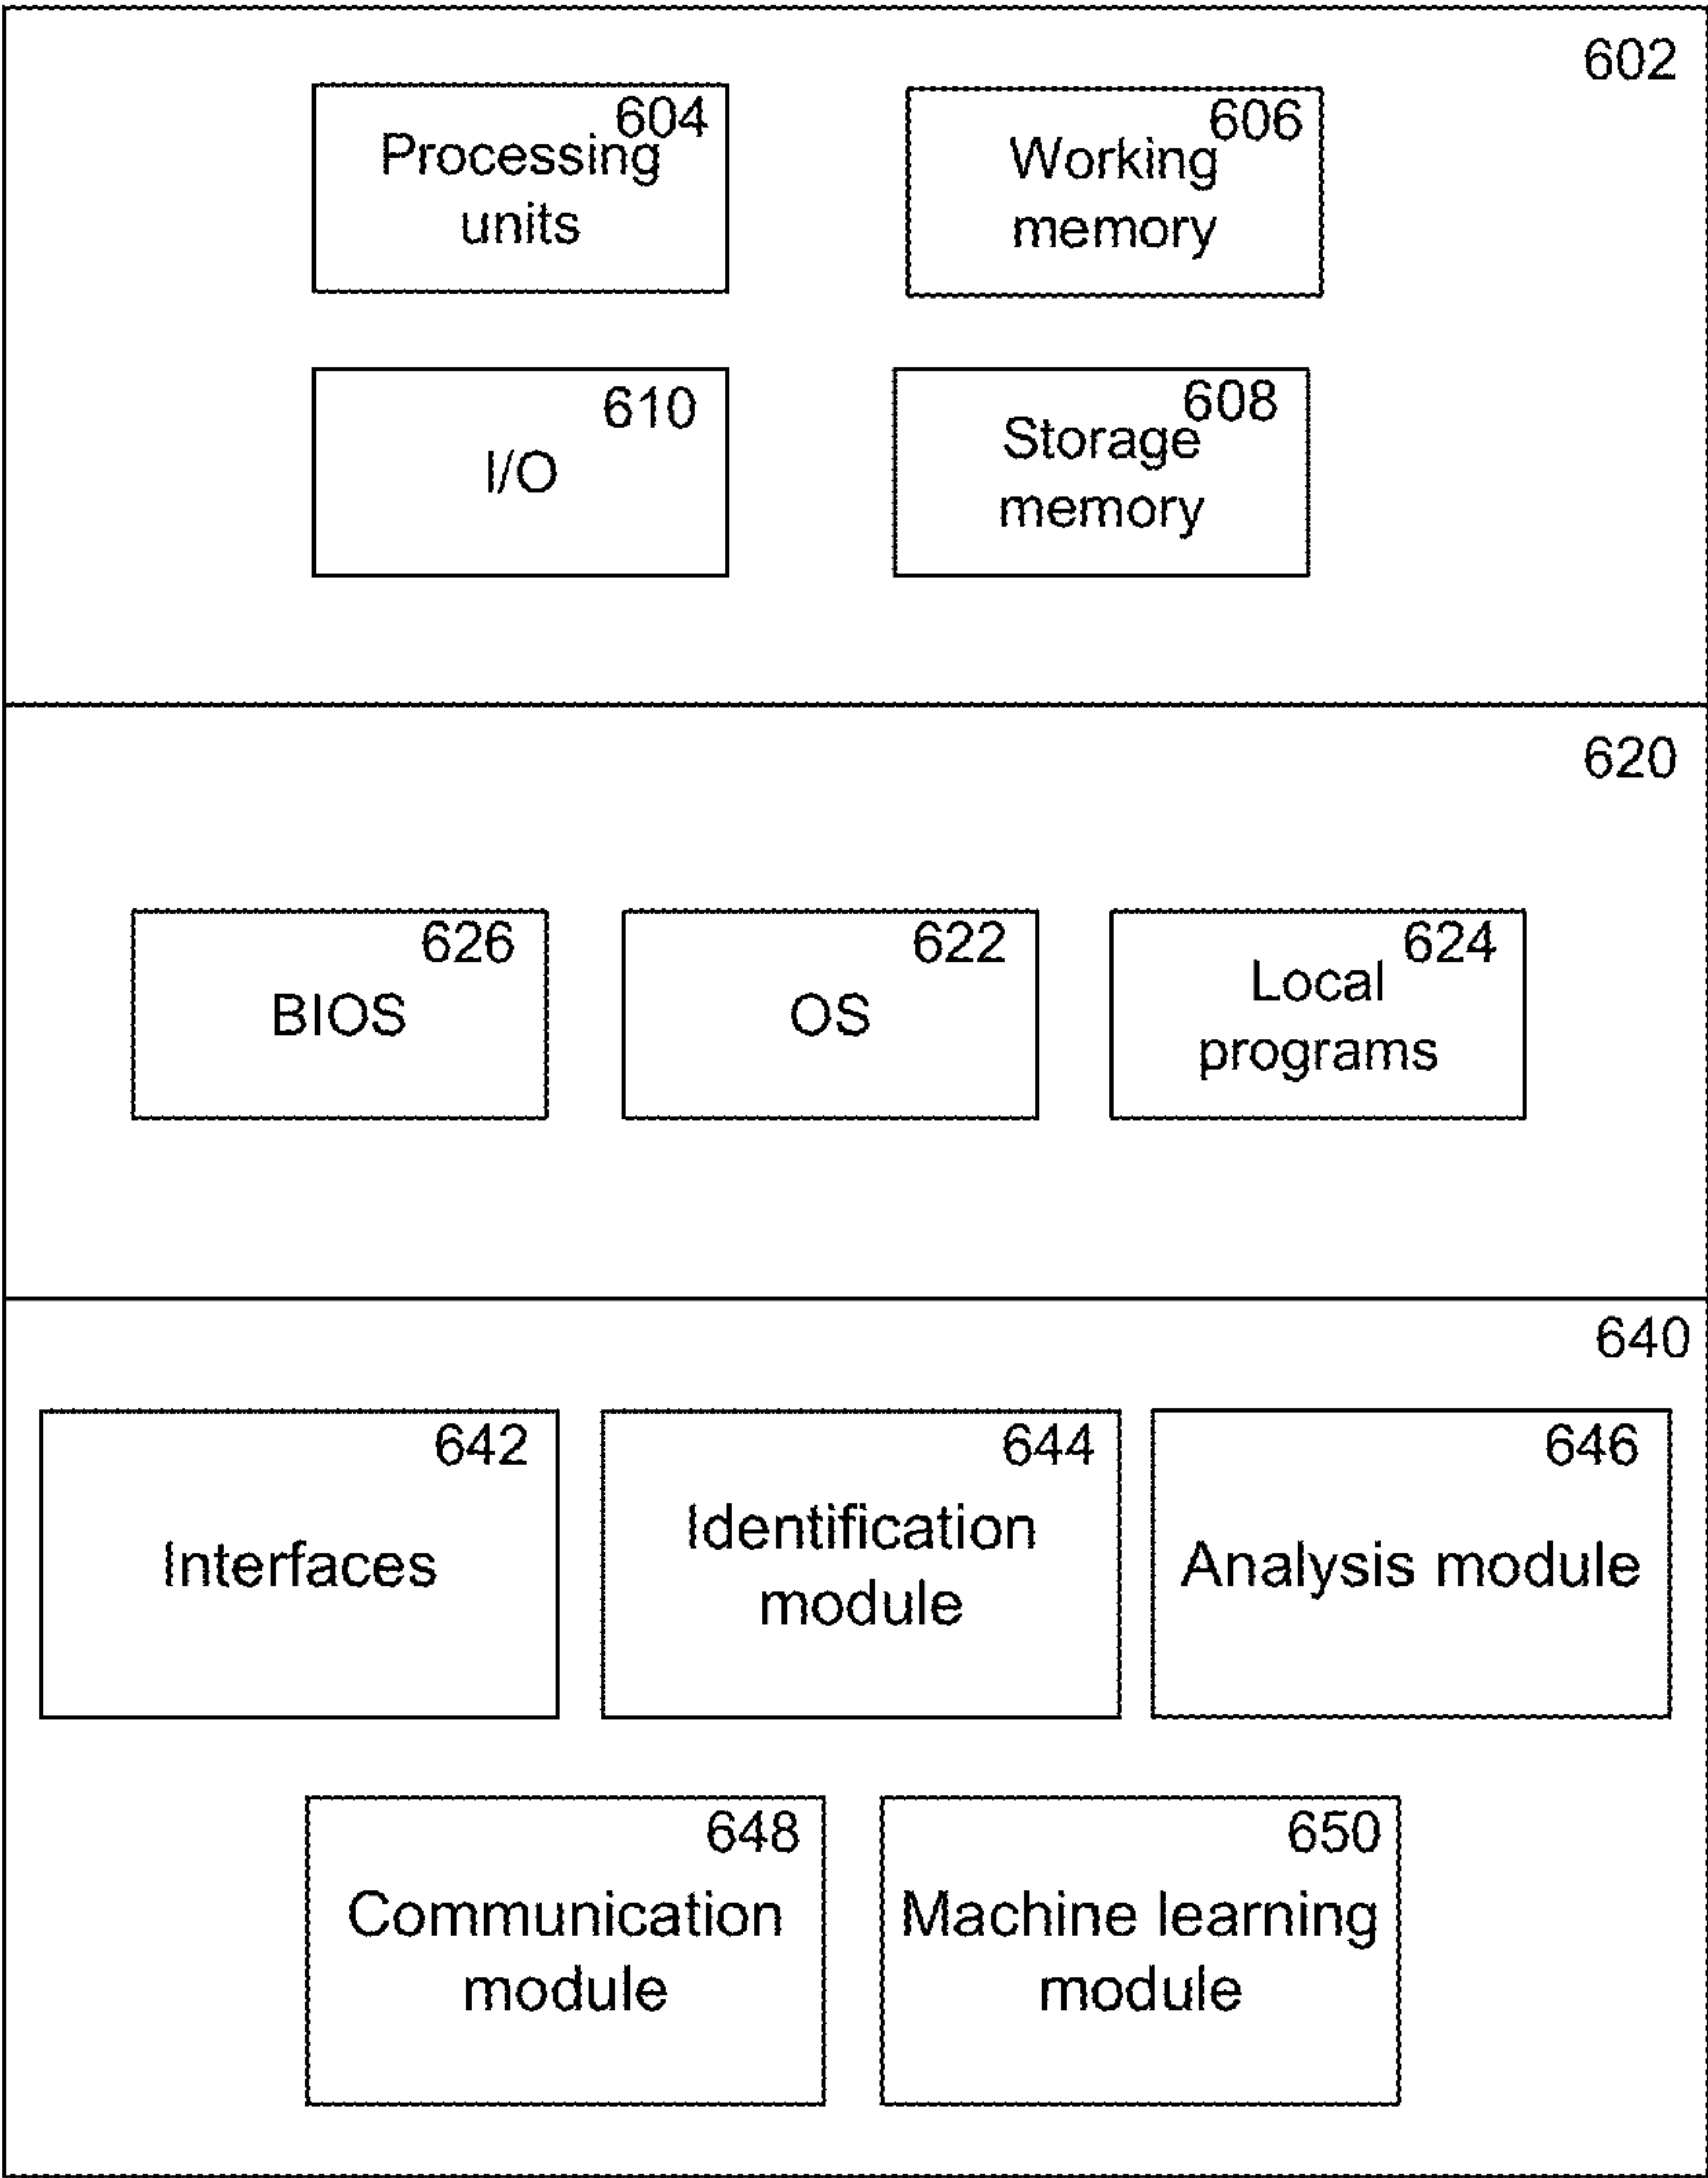 602
604
Processing
units
606
Working
memory
610
I/O
608
Storage
memory
620
626
BIOS
622
OS
624
Local
programs
640
642
Interfaces
644
Identification
module
646
Analysis module
648
Communication
module
650
Machine learning
module